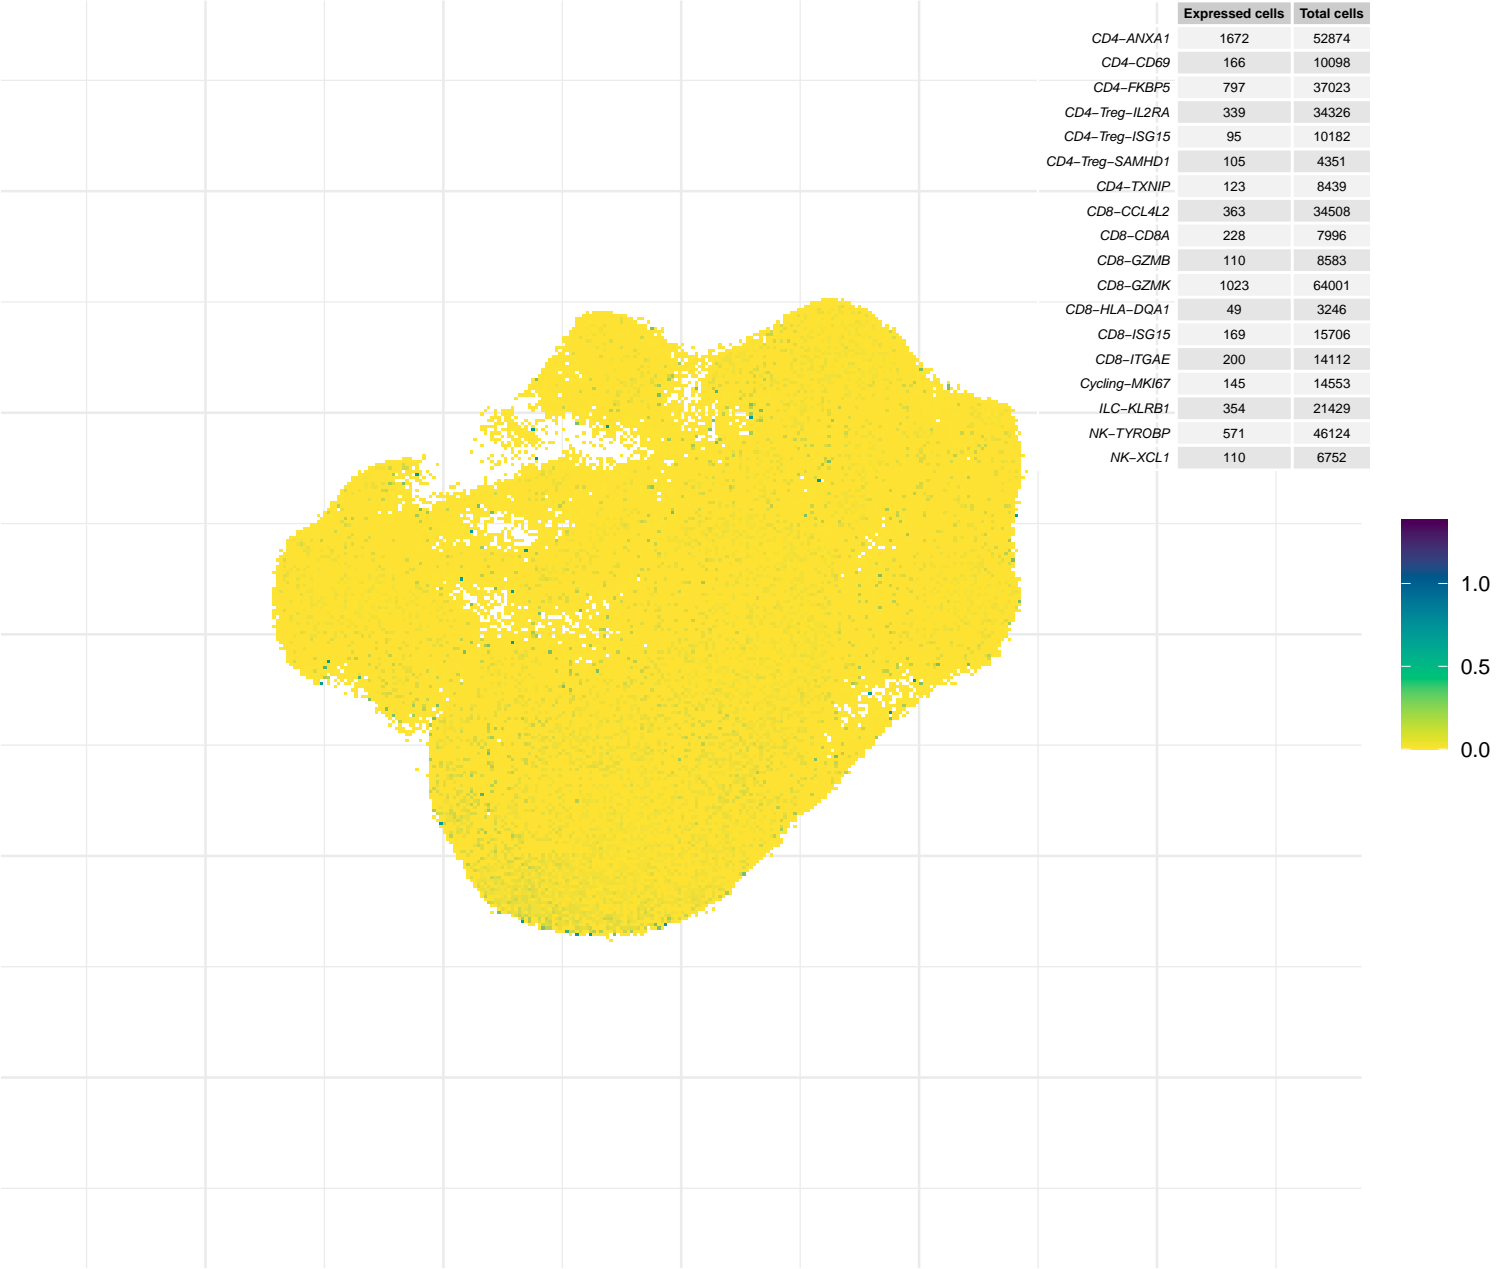 Expressed cells Total cells
CD4−ANXA1 1672 52874
CD4−CD69 166 10098
CD4−FKBP5 797 37023
CD4−Treg−IL2RA 339 34326
CD4−Treg−ISG15 95 10182
CD4−Treg−SAMHD1 105 4351
CD4−TXNIP 123 8439
CD8−CCL4L2 363 34508
CD8−CD8A 228 7996
CD8−GZMB 110 8583
CD8−GZMK 1023 64001
CD8−HLA−DQA1 49 3246
CD8−ISG15 169 15706
CD8−ITGAE 200 14112
Cycling−MKI67 145 14553
ILC−KLRB1 354 21429
NK−TYROBP 571 46124
NK−XCL1 110 6752
1.0
0.5
0.0